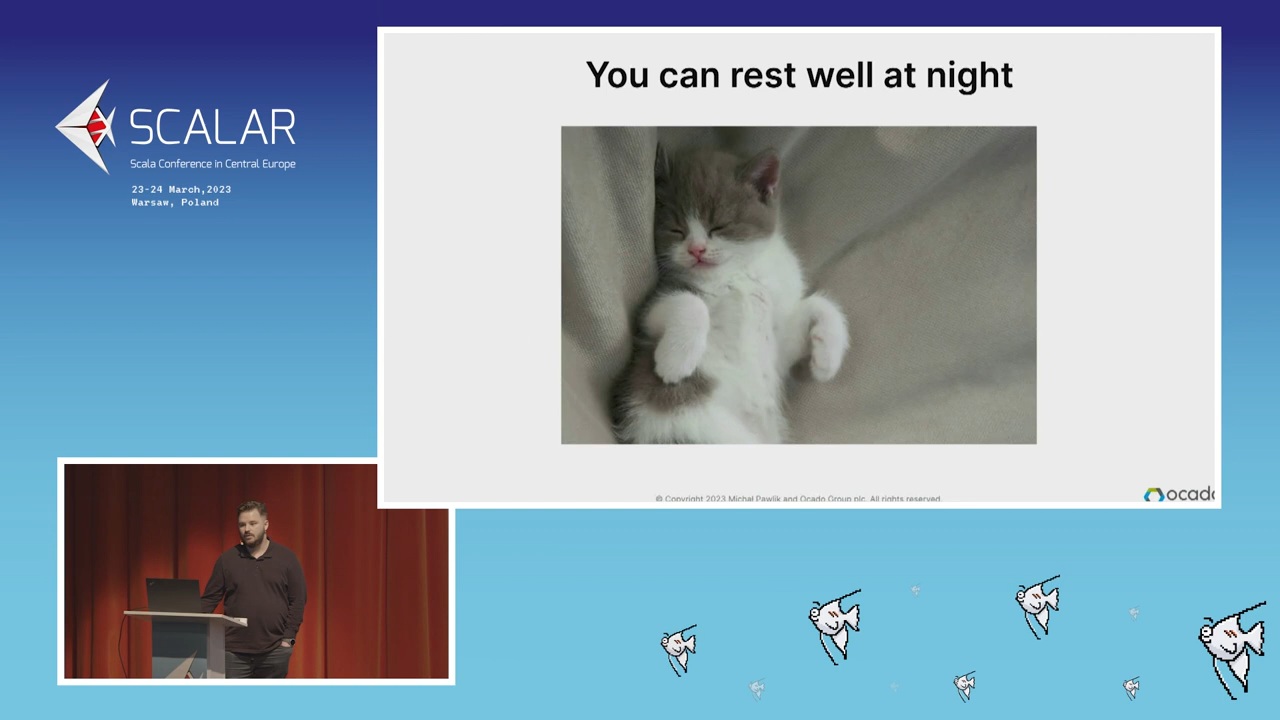 SCALAR
Scala Conference in Central Europe
23-24 March,2023
Warsaw, Poland
You can rest well at night
© Copyright 2023 Michał Pawlik and Ocado Group plc. All rights reserved.
ocado